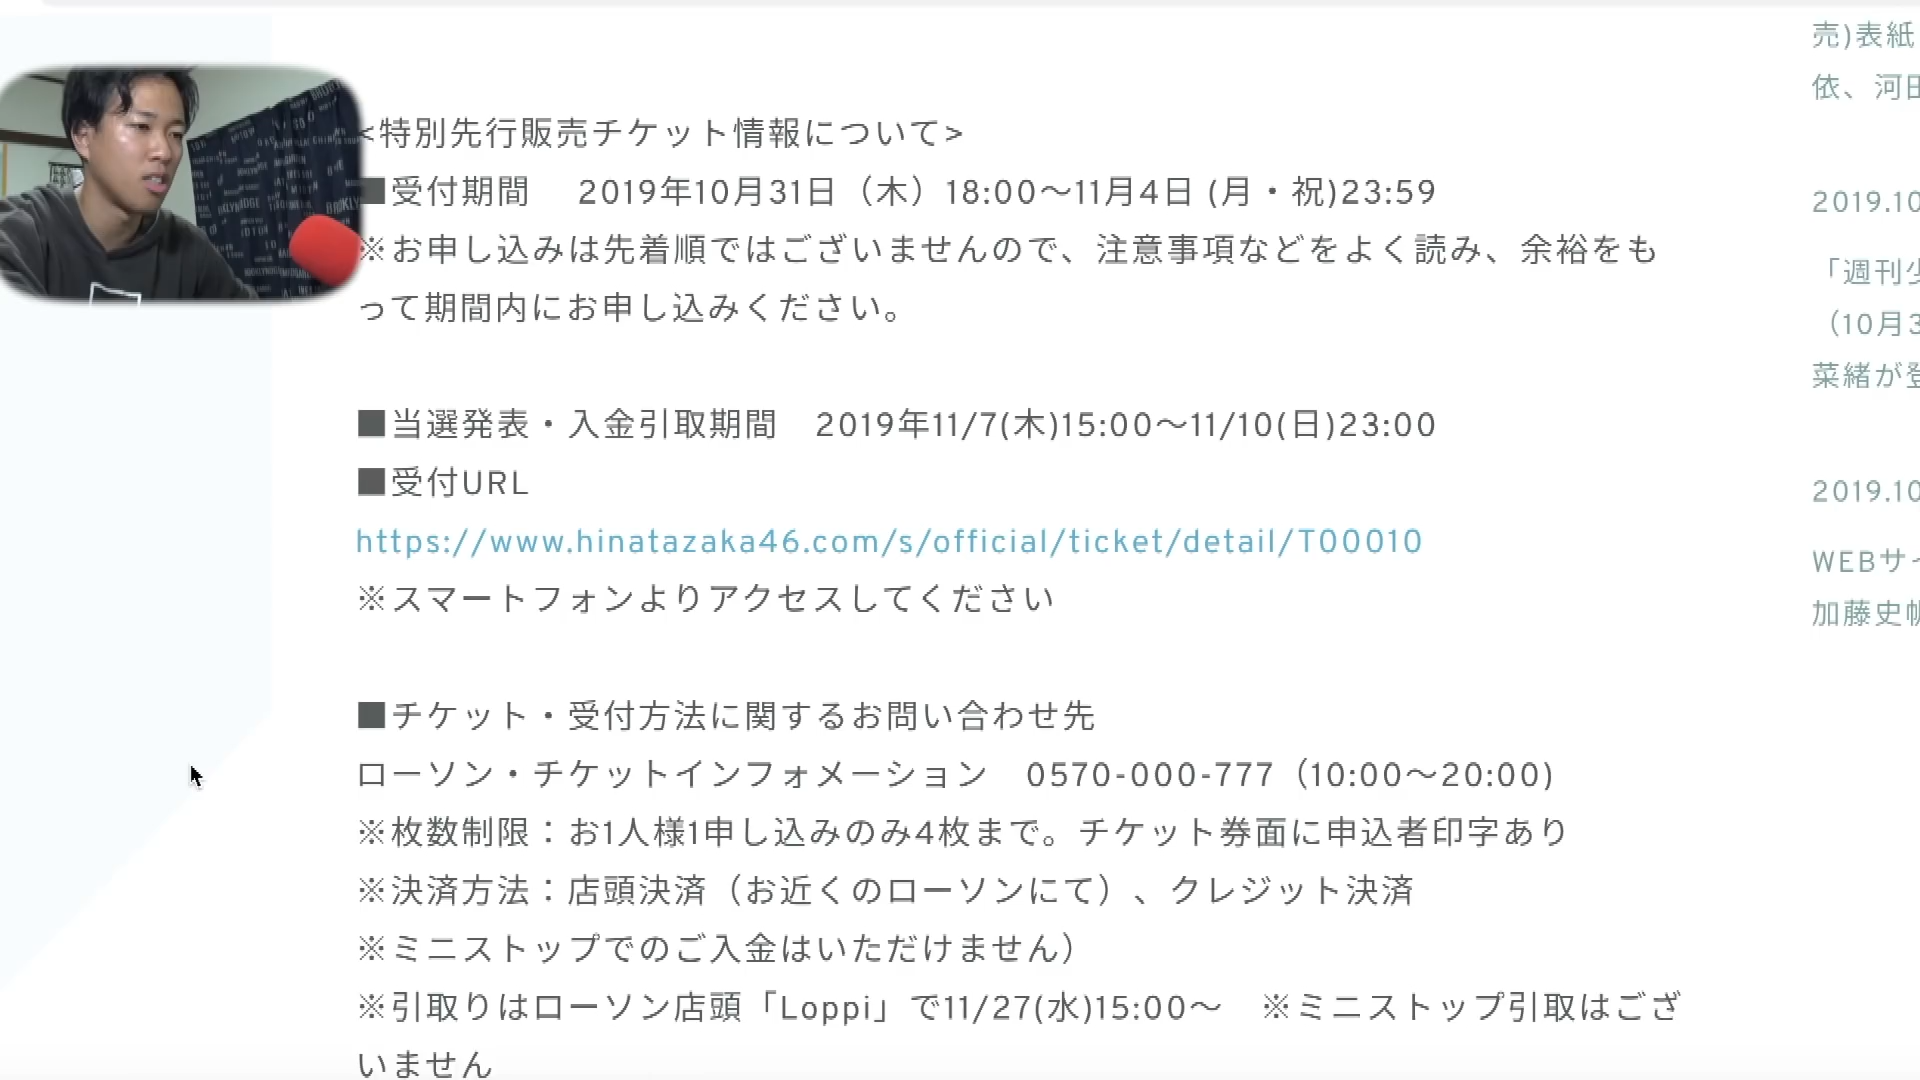 <特別先行販売チケット情報について>
■受付期間 2019年10月31日（木）18:00〜11月4日 (月・祝)23:59
※お申し込みは先着順ではございませんので、注意事項などをよく読み、余裕をも
って期間内にお申し込みください。
■当選発表・入金引取期間 2019年11/7(木)15:00〜11/10(日)23:00
■受付URL
https://www.hinatazaka46.com/s/official/ticket/detail/T00010
※スマートフォンよりアクセスしてください
■チケット・受付方法に関するお問い合わせ先
ローソン・チケットインフォメーション 0570-000-777（10:00〜20:00)
※枚数制限：お1人様1申し込みのみ4枚まで。チケット券面に申込者印字あり
※決済方法：店頭決済（お近くのローソンにて）、クレジット決済
※ミニストップでのご入金はいただけません）
※引取りはローソン店頭「Loppi」で11/27(水)15:00〜 ※ミニストップ引取はござ
いません
売)表紙
依、河田
2019.10
「週刊少
（10月3
菜緒が登
2019.10
WEBサイ
加藤史帆